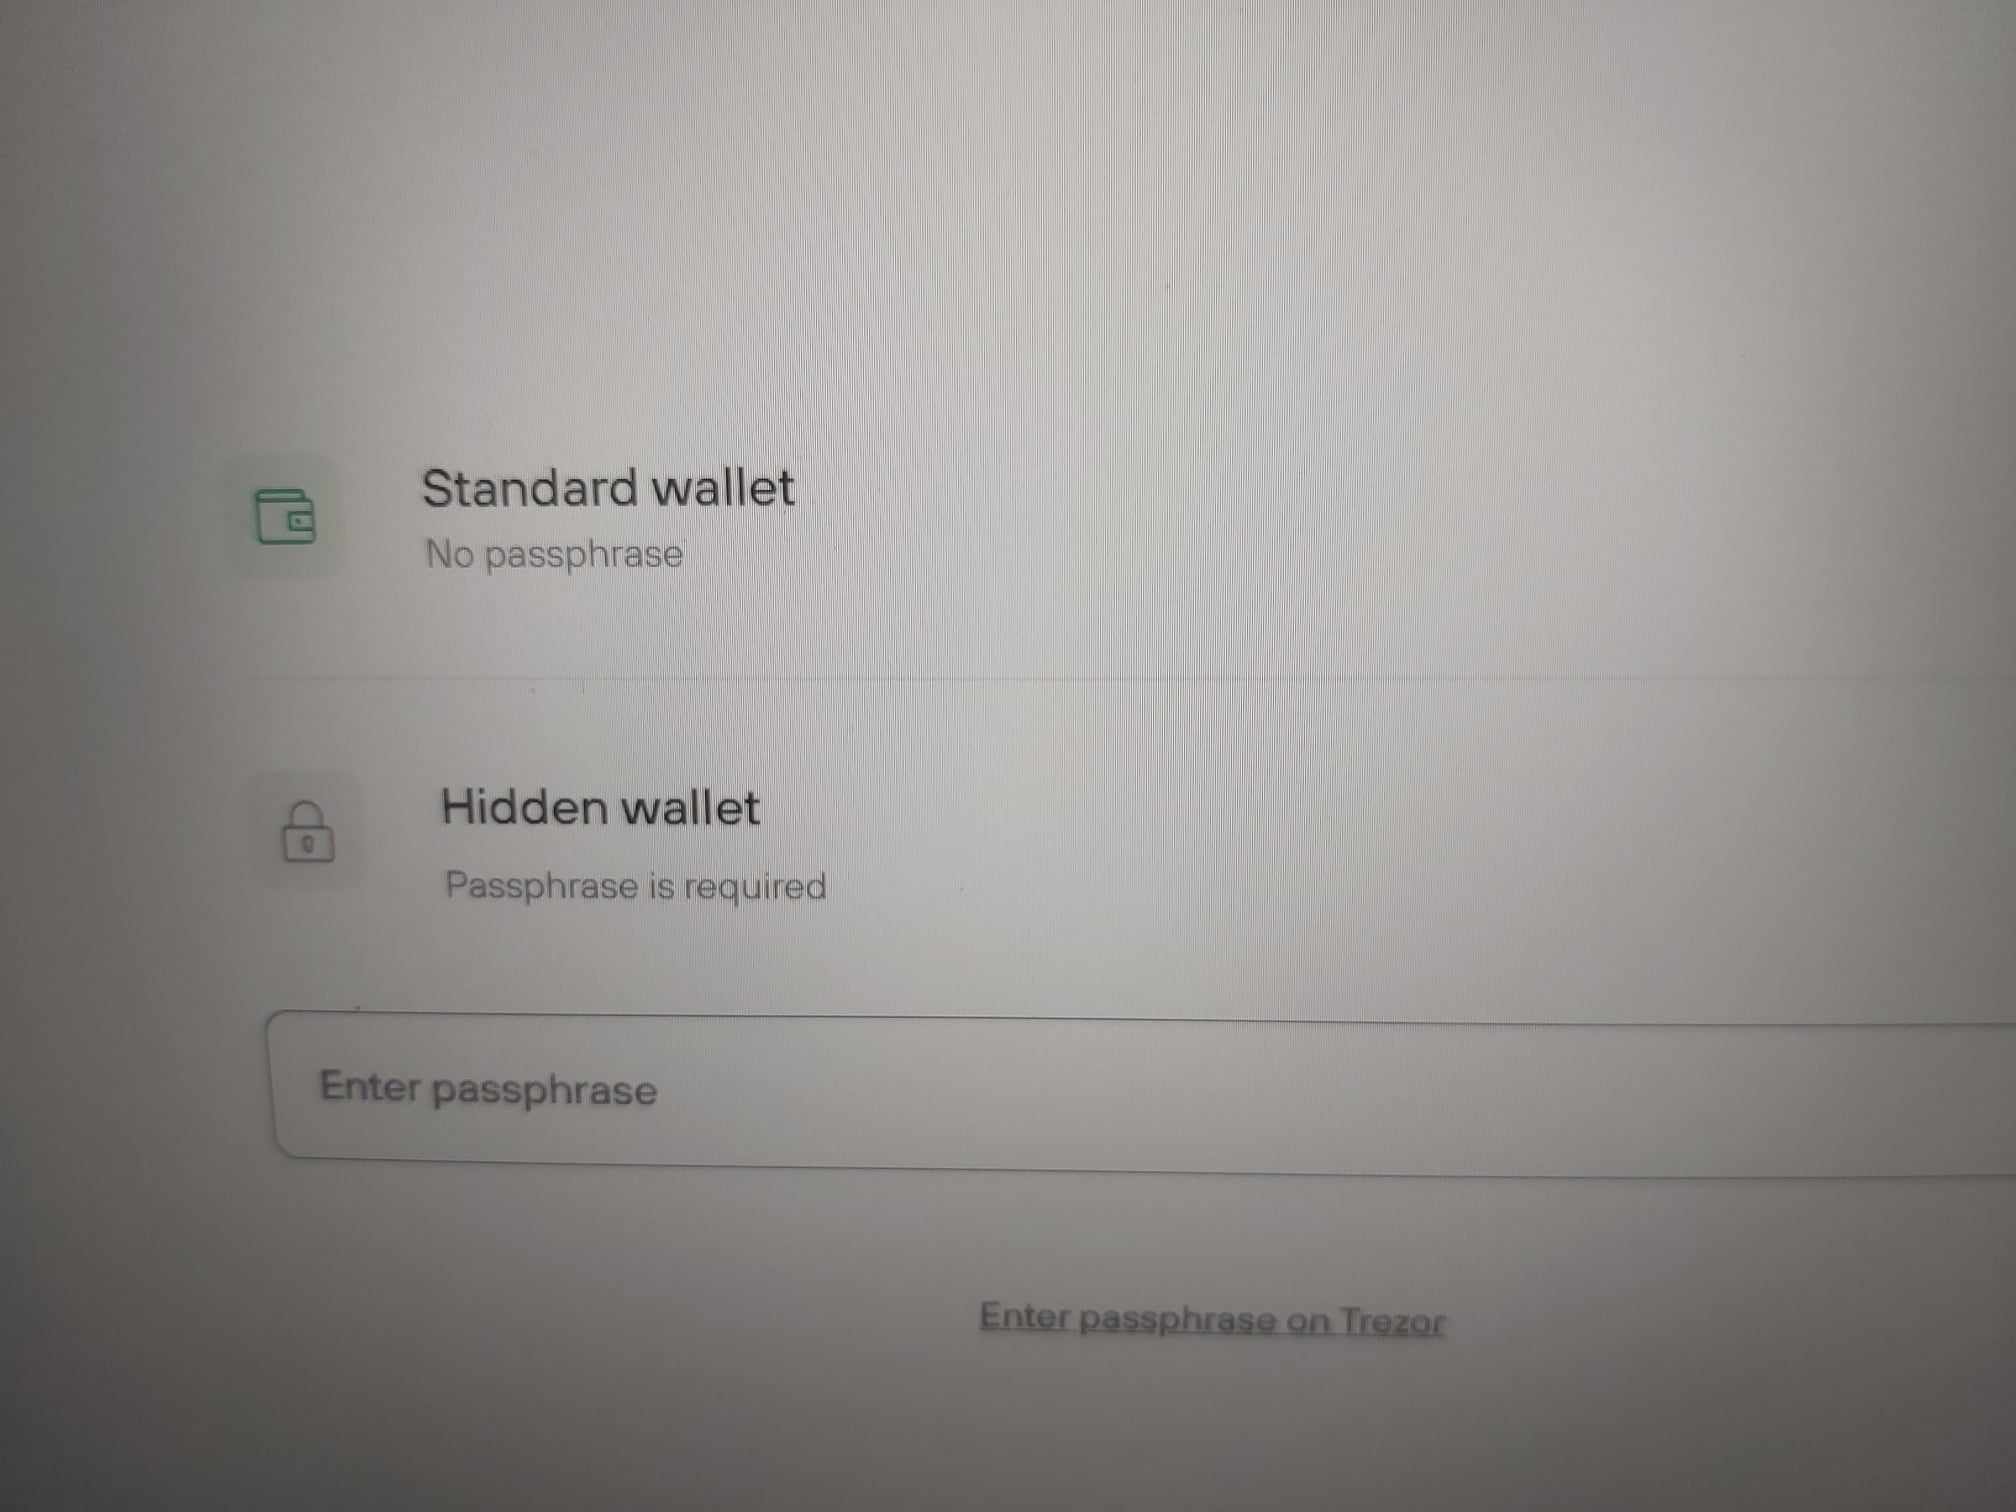 Standard wallet
No passphrase
Hidden wallet
Passphrase is required
Enter passphrase
Enter passphrase on Trezor